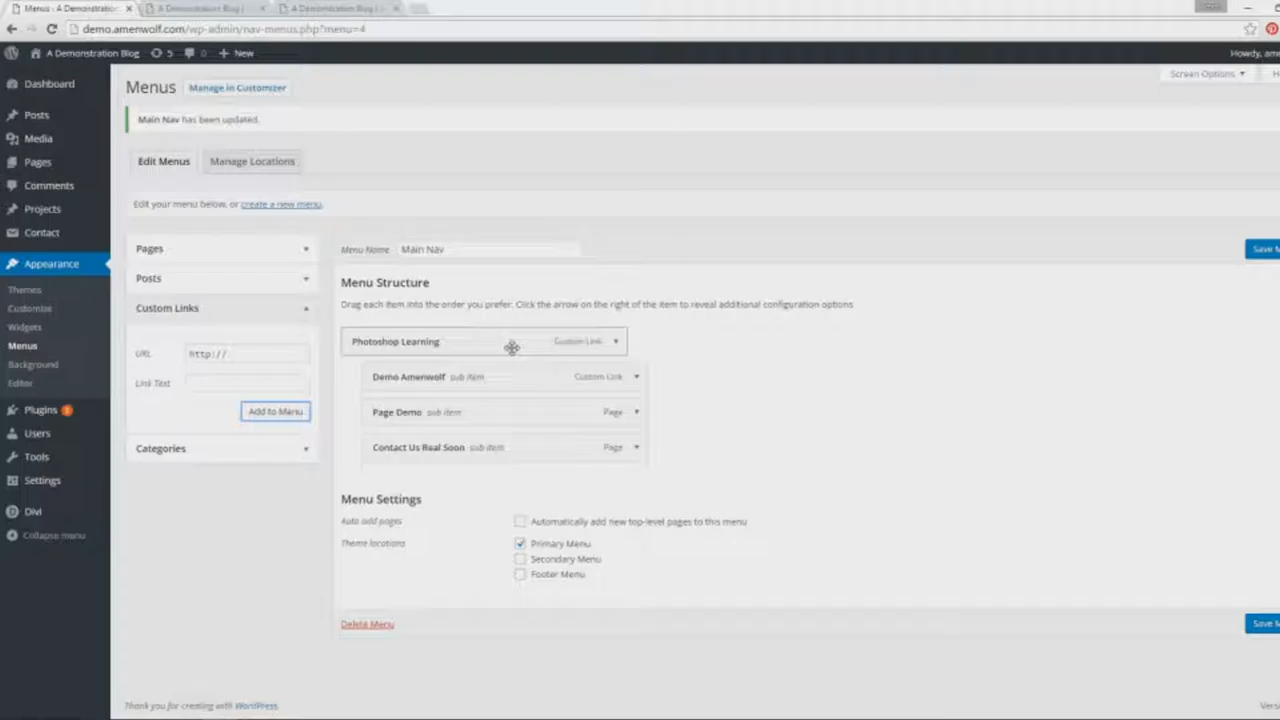 Menus - A Demonstration
A Demonstration Blog |
A Demonstration Blog |
demo.amenwolf.com/wp-admin/nav-menus.php?menu=4
A Demonstration Blog 5 0 + New
Howdy, ame
Dashboard
Posts
Media
Pages
Comments
Projects
Contact
Appearance
Themes
Customize
Widgets
Menus
Background
Editor
Plugins
Users
Tools
Settings
Divi
Collapse menu
Screen Options
Menus Manage in Customizer
Main Nav has been updated.
Edit Menus Manage Locations
Edit your menu below, or create a new menu.
Pages
Posts
Custom Links
URL http://
Link Text
Add to Menu
Categories
Menu Name Main Nav
Save M
Menu Structure
Drag each item into the order you prefer. Click the arrow on the right of the item to reveal additional configuration options
Photoshop Learning Custom Link
Demo Amenwolf sub item Custom Link
Page Demo sub item Page
Contact Us Real Soon sub item Page
Menu Settings
Auto add pages Automatically add new top-level pages to this menu
Theme locations Primary Menu
Secondary Menu
Footer Menu
Delete Menu
Save M
Thank you for creating with WordPress.
Vers